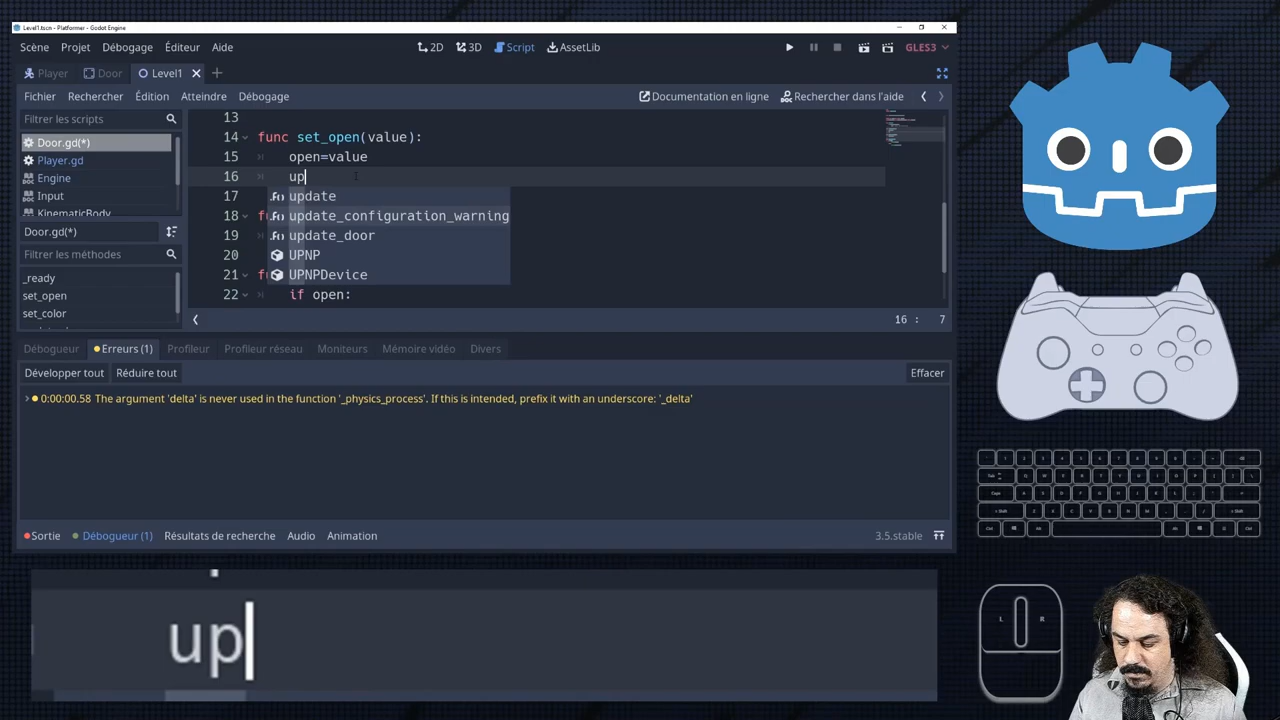 Level1.tscn - Platformer - Godot Engine
Scène Projet Débogage Éditeur Aide
2D 3D Script AssetLib
GLES3
Player Door Level1
Fichier Rechercher Édition Atteindre Débogage
Documentation en ligne Rechercher dans l'aide
Filtrer les scripts
Door.gd(*)
Player.gd
Engine
Input
KinematicBody
Door.gd(*)
Filtrer les méthodes
_ready
set_open
set_color
13
14 func set_open(value):
15 open=value
16 up
17 update
18 f update_configuration_warning
19 update_door
20 UPNP
21 f UPNPDevice
22 if open:
16 : 7
Débogueur Erreurs (1) Profileur Profileur réseau Moniteurs Mémoire vidéo Divers
Développer tout Réduire tout Effacer
0:00:00.58 The argument 'delta' is never used in the function '_physics_process'. If this is intended, prefix it with an underscore: '_delta'
Sortie Débogueur (1) Résultats de recherche Audio Animation 3.5.stable
up
L R